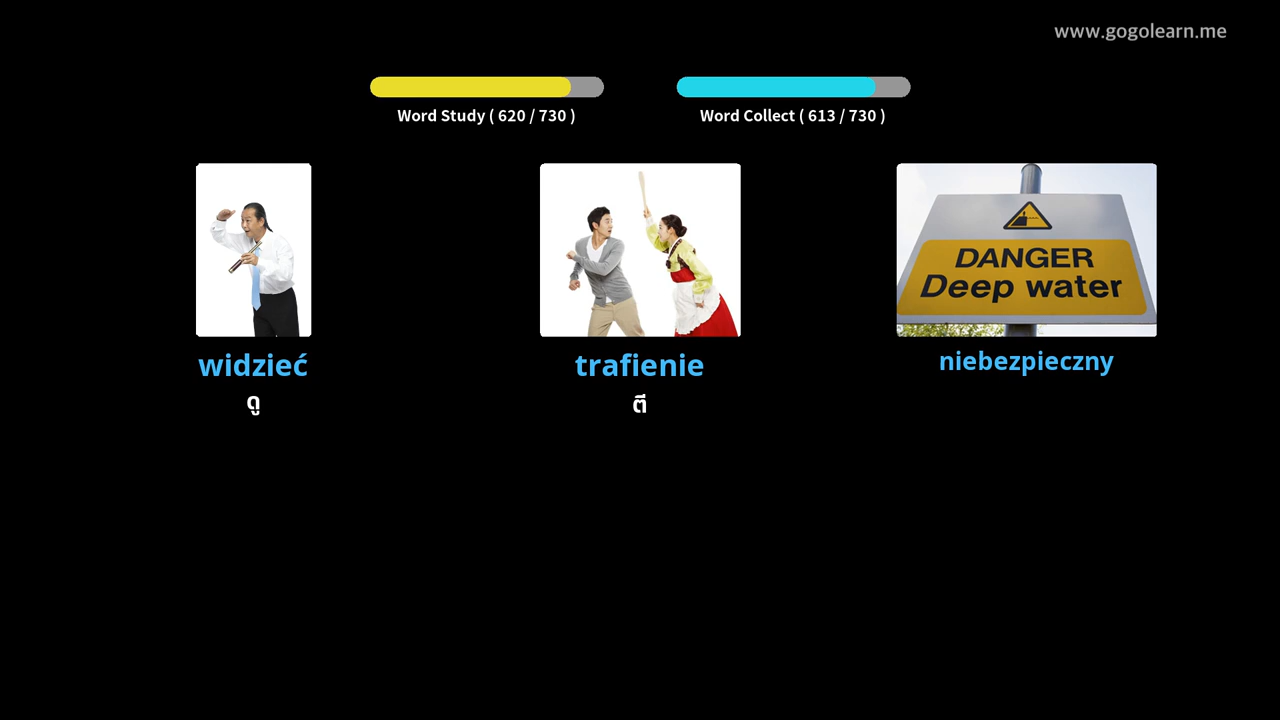 www.gogolearn.me
Word Study ( 620 / 730 )
Word Collect ( 613 / 730 )
DANGER
Deep water
widzieć
trafienie
niebezpieczny
ดู
ตี